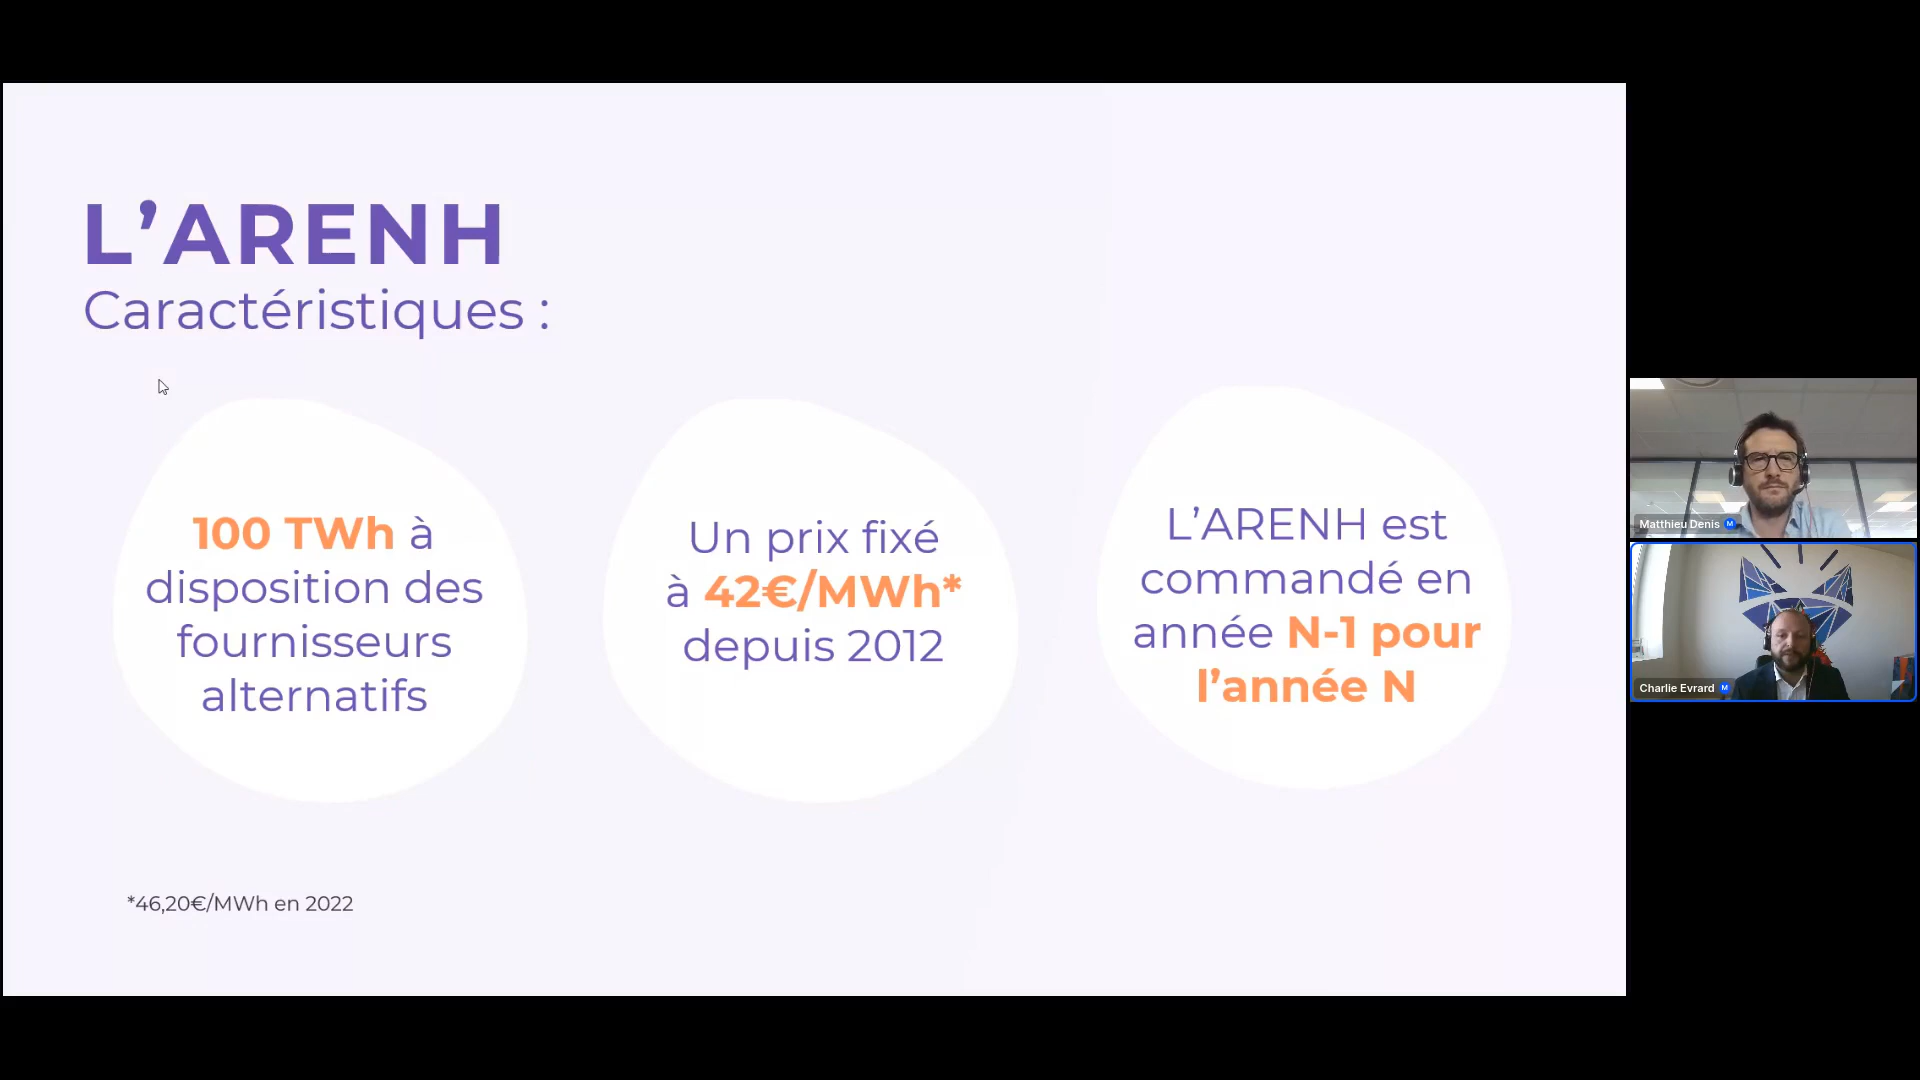 L’ARENH
Caractéristiques :
100 TWh à
disposition des
fournisseurs
alternatifs
Un prix fixé
à 42€/MWh*
depuis 2012
L’ARENH est
commandé en
année N-1 pour
l’année N
*46,20€/MWh en 2022
Matthieu Denis M
Charlie Evrard M